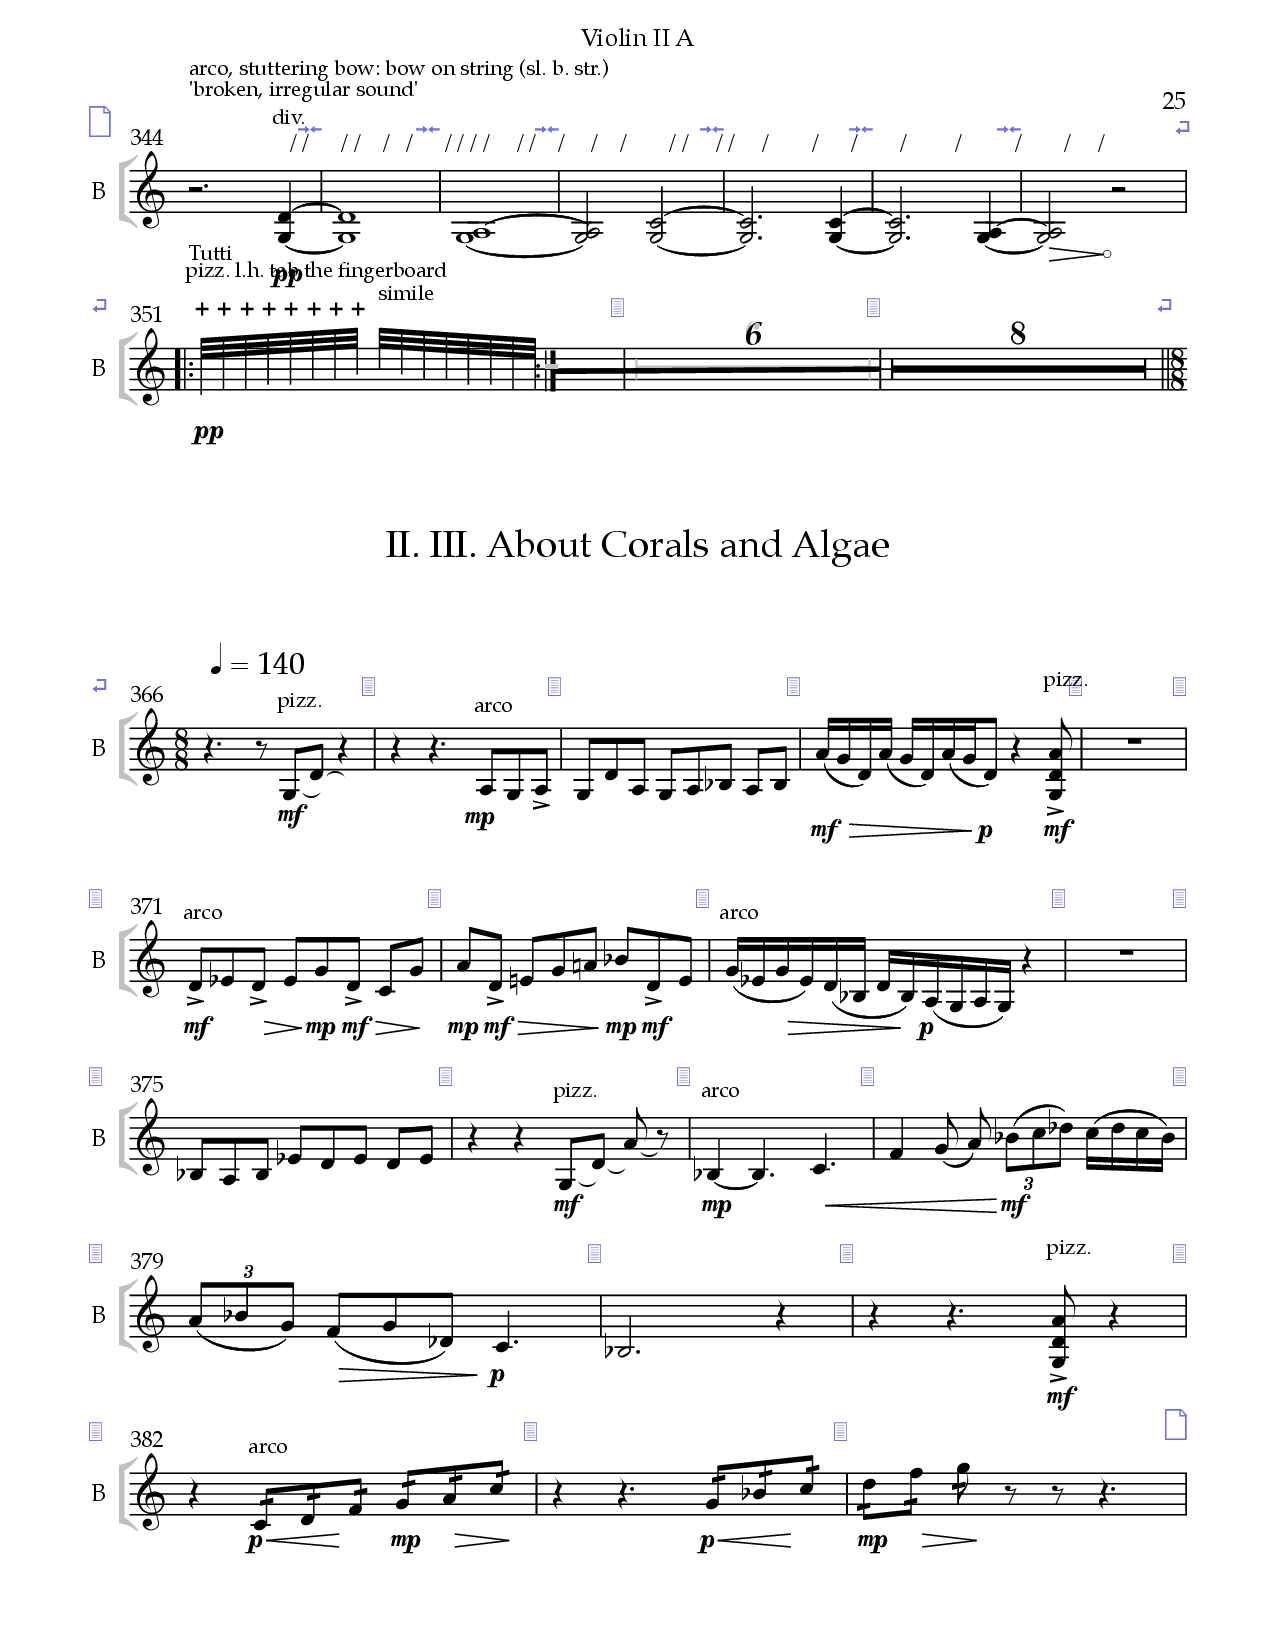 Violin II A
arco, stuttering bow: bow on string (sl. b. str.)
'broken, irregular sound'
25
div.
344
/ / / / / / / / / / / / / / / / / / / / / / / / / / /
B
Tutti
pizz. l.h. tap the fingerboard
pp
simile
351
+ + + + + + + +
6
8
B
8
8
pp
II. III. About Corals and Algae
♩ = 140
366
pizz.
arco
pizz.
B
8
8
mf
mp
mf
p
mf
371
arco
arco
B
mf
mp
mf
mp
mf
mp
mf
p
375
pizz.
arco
B
mf
mp
mf
3
379
3
pizz.
B
p
mf
382
arco
B
p
mp
p
mp